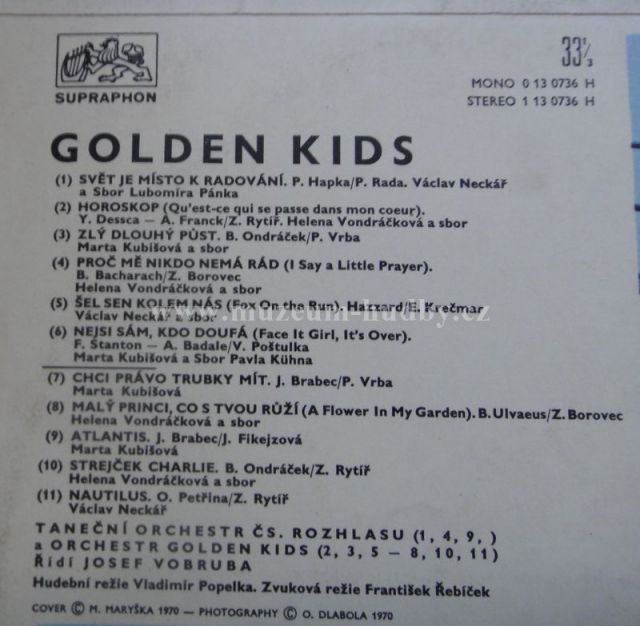 33⅓
MONO 0 13 0736 H
STEREO 1 13 0736 H
SUPRAPHON
GOLDEN KIDS
(1) SVĚT JE MÍSTO K RADOVÁNÍ. P. Hapka/P. Rada. Václav Neckář
a Sbor Lubomíra Pánka
(2) HOROSKOP (Qu'est-ce qui se passe dans mon coeur).
Y. Dessca — A. Franck/Z. Rytíř. Helena Vondráčková a sbor
(3) ZLÝ DLOUHÝ PŮST. B. Ondráček/P. Vrba
Marta Kubišová a sbor
(4) PROČ MĚ NIKDO NEMÁ RÁD (I Say a Little Prayer).
B. Bacharach/Z. Borovec
Helena Vondráčková a sbor
(5) ŠEL SEN KOLEM NÁS (Fox On the Run). Hazzard/E. Krečmar
Václav Neckář a sbor
www.muzeum-hudby.cz
(6) NEJSI SÁM, KDO DOUFÁ (Face It Girl, It's Over).
F. Stanton — A. Badale/V. Poštulka
Marta Kubišová a Sbor Pavla Kühna
(7) CHCI PRÁVO TRUBKY MÍT. J. Brabec/P. Vrba
Marta Kubišová
(8) MALÝ PRINCI, CO S TVOU RŮŽÍ (A Flower In My Garden). B. Ulvaeus/Z. Borovec
Helena Vondráčková a sbor
(9) ATLANTIS. J. Brabec/J. Fikejzová
Marta Kubišová
(10) STREJČEK CHARLIE. B. Ondráček/Z. Rytíř
Helena Vondráčková a sbor
(11) NAUTILUS. O. Petřina/Z. Rytíř
Václav Neckář
TANEČNÍ ORCHESTR ČS. ROZHLASU (1, 4, 9, )
a ORCHESTR GOLDEN KIDS (2, 3, 5 — 8, 10, 11)
Řídí JOSEF VOBRUBA
Hudební režie Vladimír Popelka. Zvuková režie František Řebíček
COVER © M. MARYŠKA 1970 — PHOTOGRAPHY © O. DLABOLA 1970